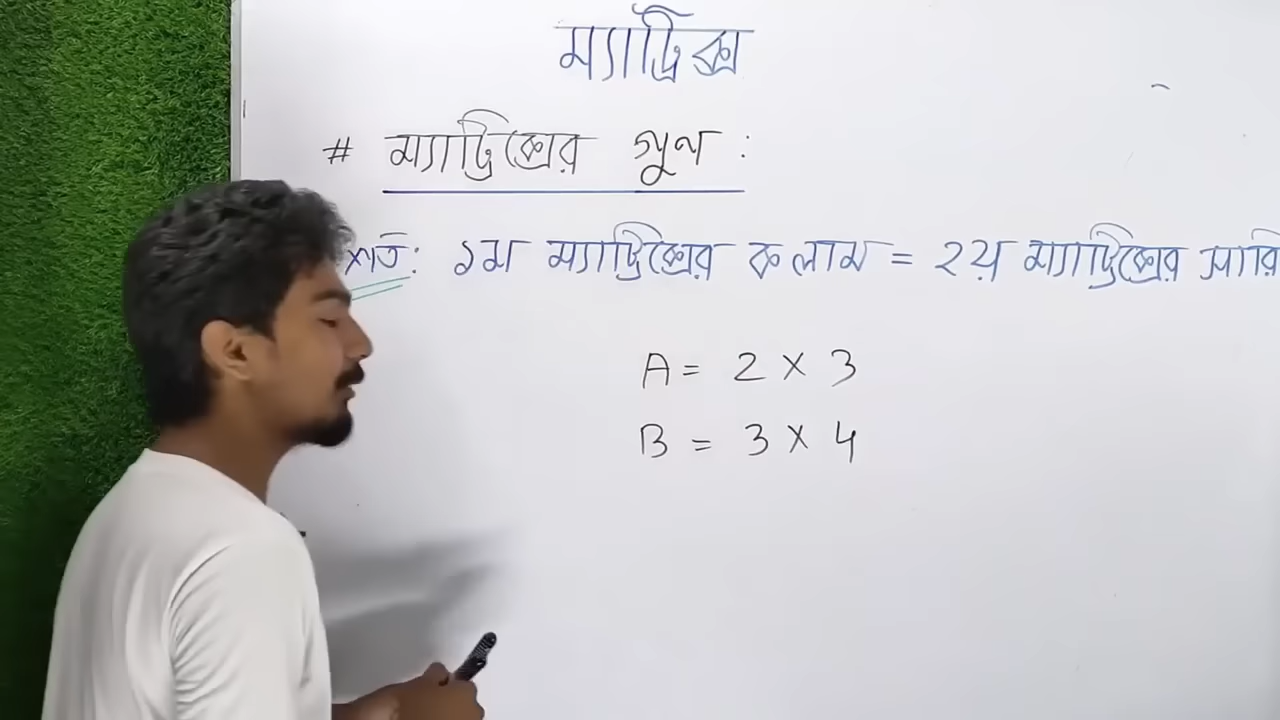 ম্যাট্রিক্স
# ম্যাট্রিক্সের গুণ :
শর্ত: ১ম ম্যাট্রিক্সের কলাম = ২য় ম্যাট্রিক্সের সারি
A = 2 × 3
B = 3 × 4